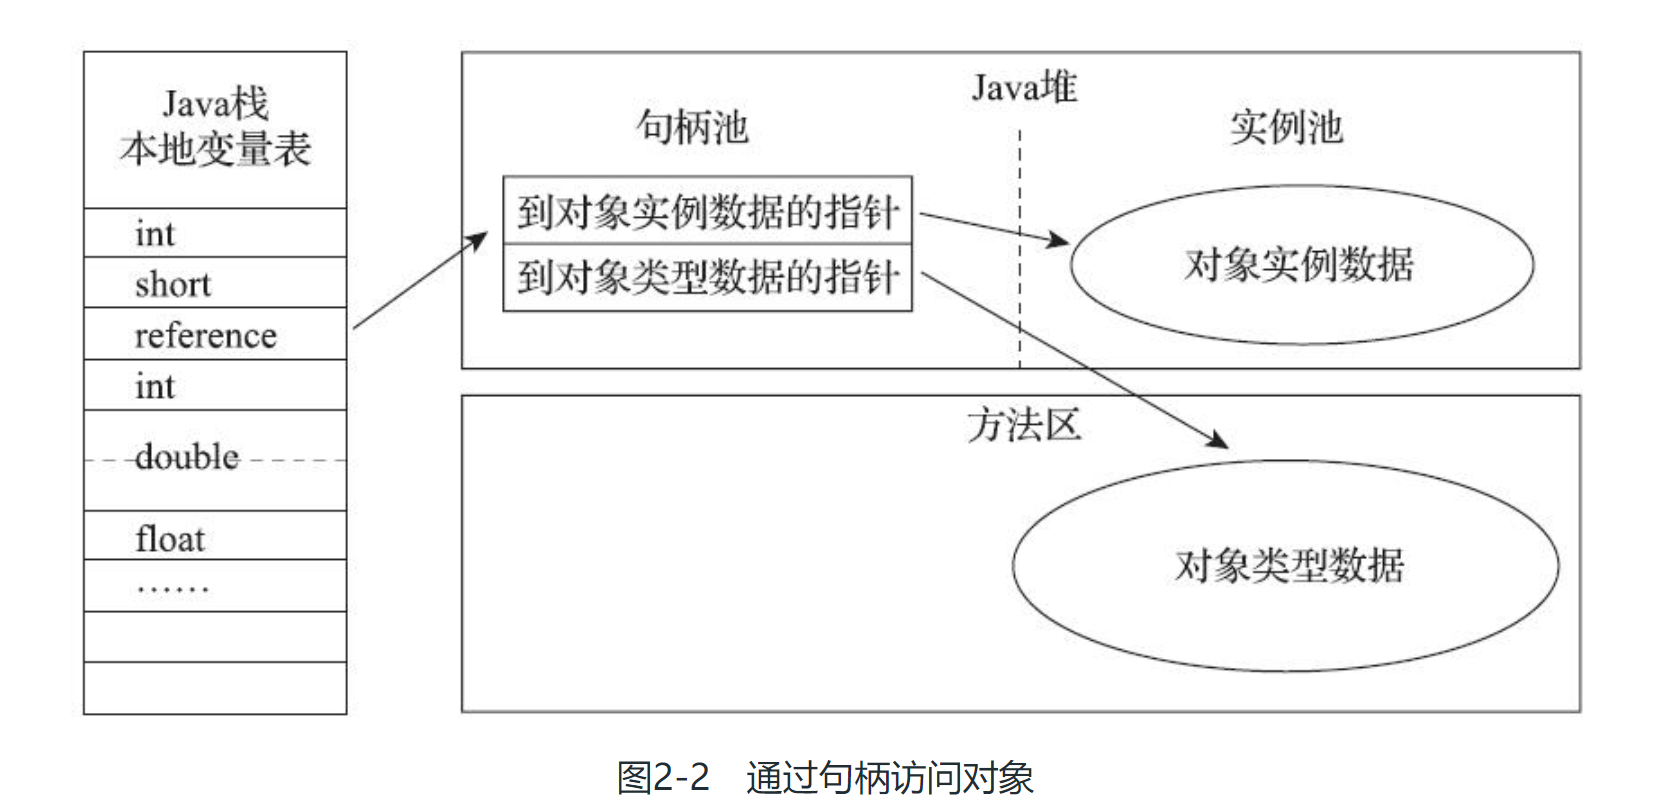 Java栈
本地变量表
int
short
reference
int
double
float
……
Java堆
句柄池
实例池
到对象实例数据的指针
到对象类型数据的指针
对象实例数据
方法区
对象类型数据
图2-2 通过句柄访问对象